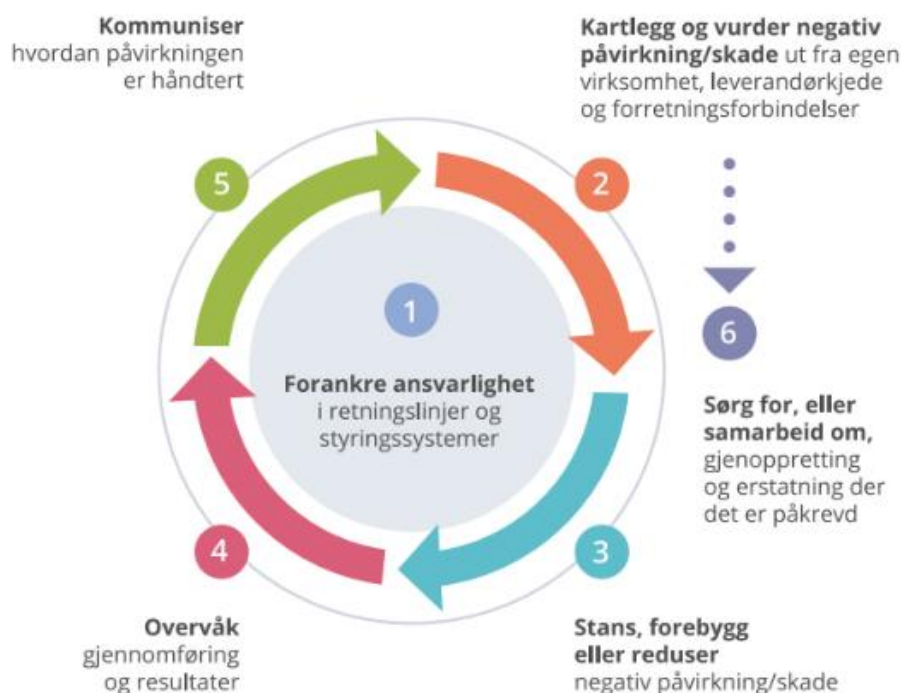 Kommuniser
hvordan påvirkningen
er håndtert
Kartlegg og vurder negativ
påvirkning/skade ut fra egen
virksomhet, leverandørkjede
og forretningsforbindelser
5
2
1
Forankre ansvarlighet
i retningslinjer og
styringssystemer
6
Sørg for, eller
samarbeid om,
gjenoppretting
og erstatning der
det er påkrevd
4
3
Overvåk
gjennomføring
og resultater
Stans, forebygg
eller reduser
negativ påvirkning/skade